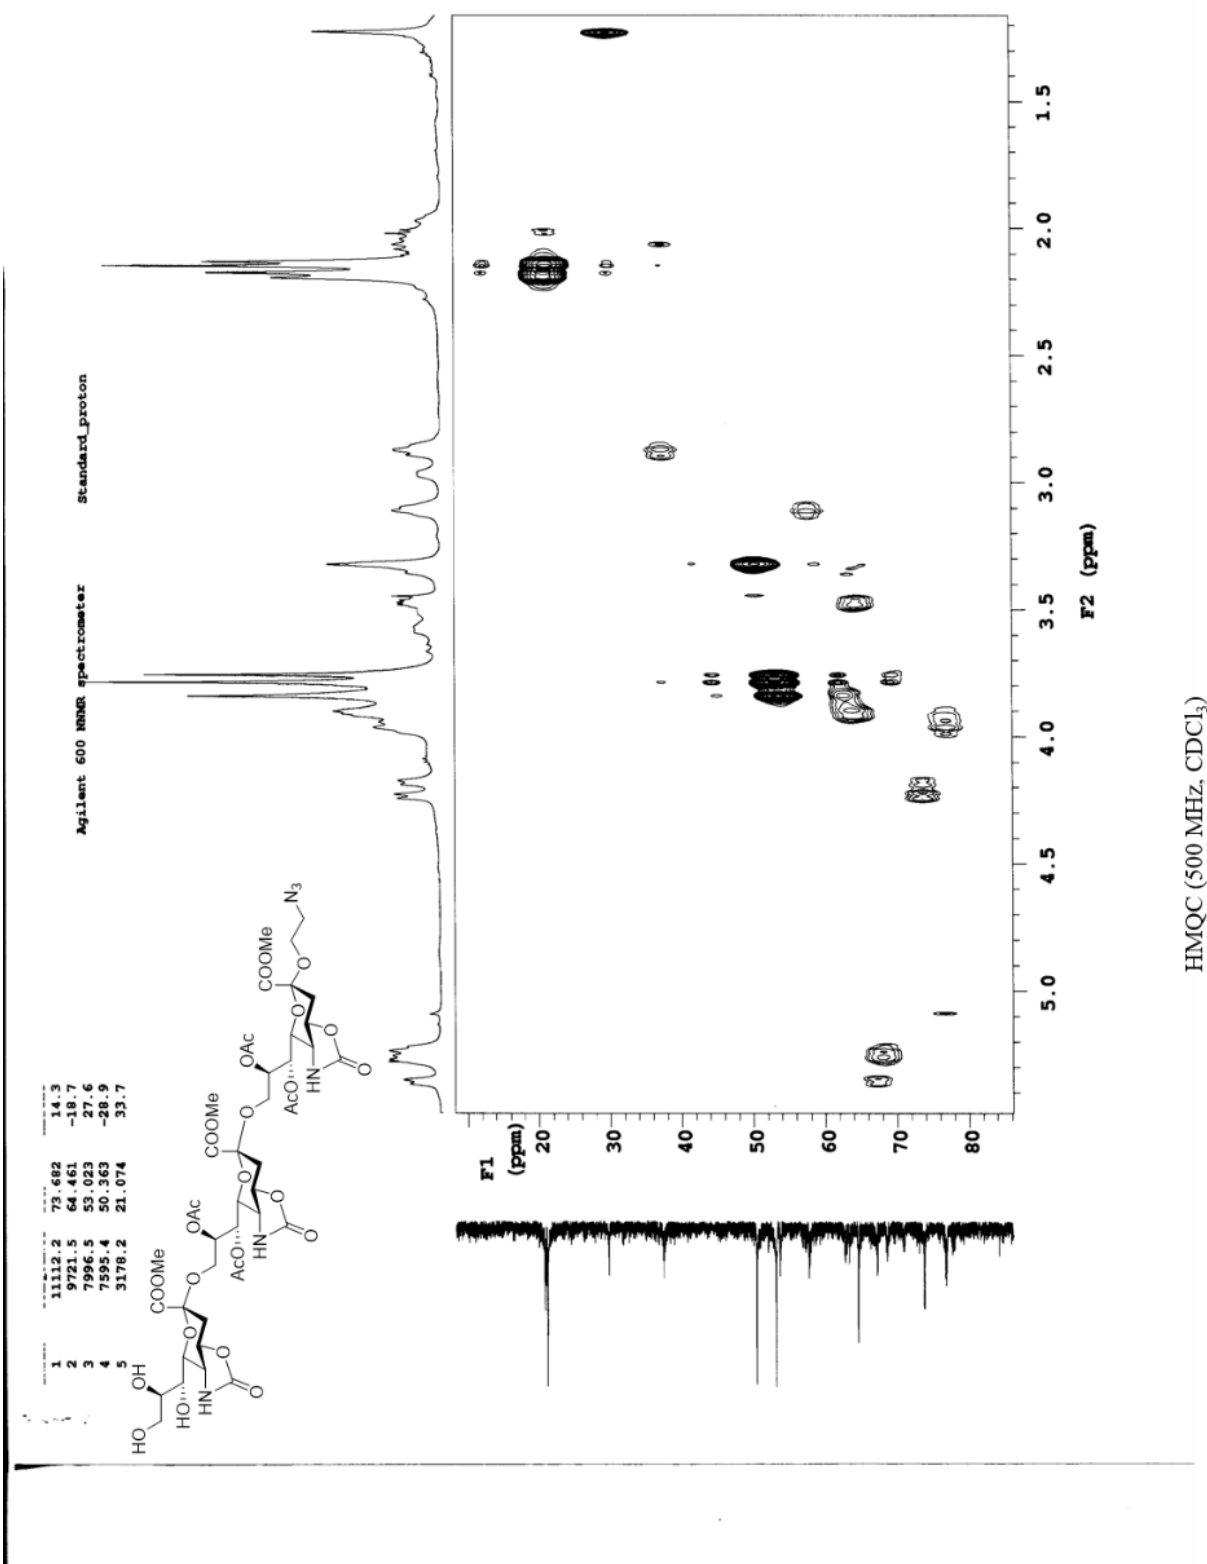 Agilent 600 NNMR spectrometer Standard_proton
1 11112.2 73.682 14.3
2 9721.5 64.461 -18.7
3 7996.5 53.023 27.6
4 7595.4 50.363 -28.9
5 3178.2 21.074 33.7
HO
OH
HO
COOMe
O
O
HN
O
O
OAc
AcO
COOMe
O
O
HN
O
O
OAc
AcO
COOMe
O
O
N3
HN
O
O
F1
(ppm)
20
30
40
50
60
70
80
1.5
2.0
2.5
3.0
3.5
4.0
4.5
5.0
F2 (ppm)
HMQC (500 MHz, CDCl3)